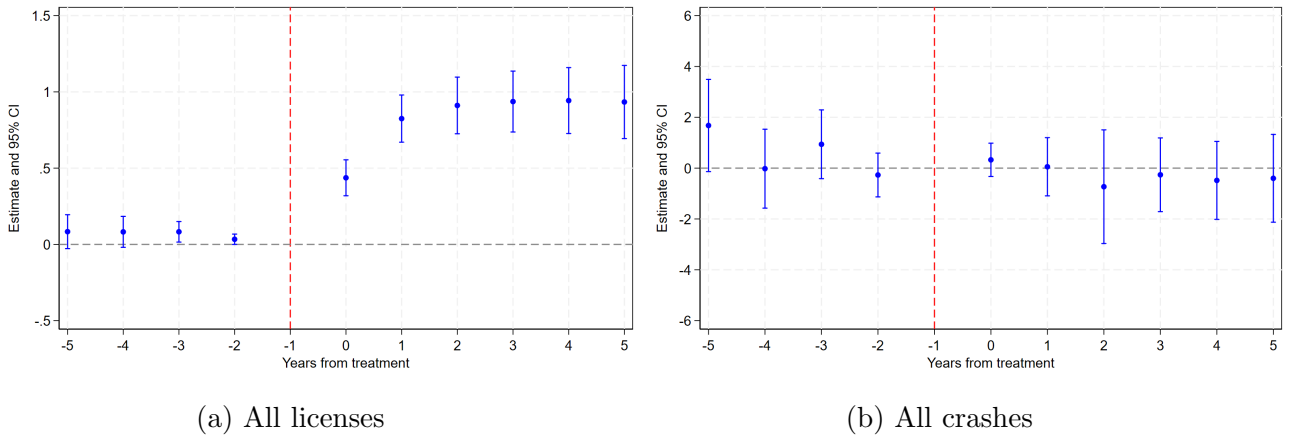 1.5
1
.5
0
-.5
Estimate and 95% CI
-5 -4 -3 -2 -1 0 1 2 3 4 5
Years from treatment
(a) All licenses
6
4
2
0
-2
-4
-6
Estimate and 95% CI
-5 -4 -3 -2 -1 0 1 2 3 4 5
Years from treatment
(b) All crashes